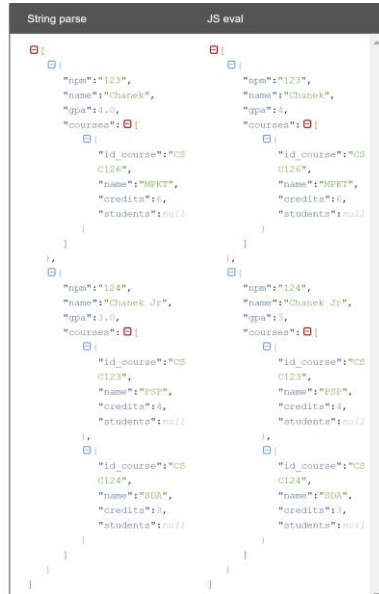 String parse
JS eval
[
{
"npm":"123",
"name":"Chanek",
"gpa":4.0,
"courses":[
{
"id_course":"CS
C126",
"name":"MPKT",
"credits":6,
"students":null
}
]
},
{
"npm":"124",
"name":"Chanek Jr",
"gpa":3.0,
"courses":[
{
"id_course":"CS
C123",
"name":"PSP",
"credits":4,
"students":null
},
{
"id_course":"CS
C124",
"name":"SDA",
"credits":3,
"students":null
}
]
}
]
[
{
"npm":"123",
"name":"Chanek",
"gpa":4,
"courses":[
{
"id_course":"CS
C126",
"name":"MPKT",
"credits":6,
"students":null
}
]
},
{
"npm":"124",
"name":"Chanek Jr",
"gpa":3,
"courses":[
{
"id_course":"CS
C123",
"name":"PSP",
"credits":4,
"students":null
},
{
"id_course":"CS
C124",
"name":"SDA",
"credits":3,
"students":null
}
]
}
]